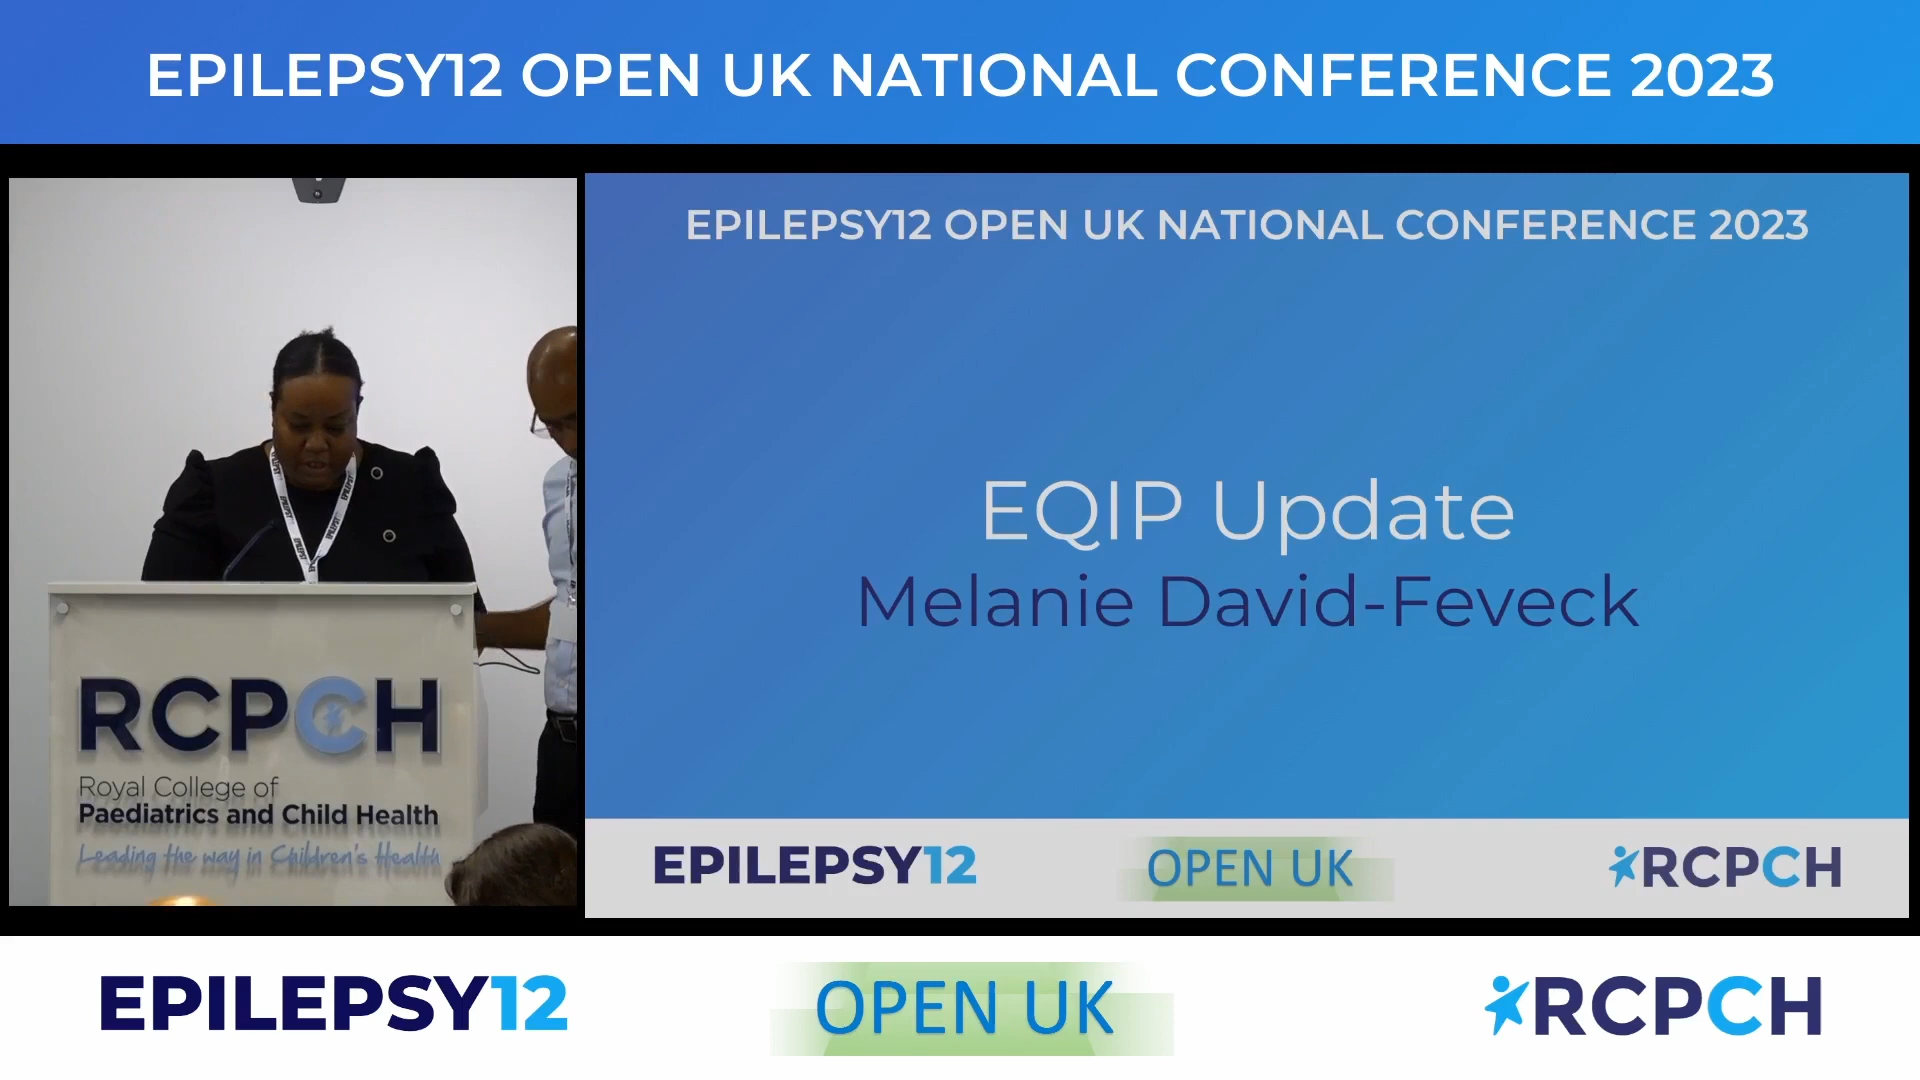 EPILEPSY12 OPEN UK NATIONAL CONFERENCE 2023
EPILEPSY12 OPEN UK NATIONAL CONFERENCE 2023
EQIP Update
Melanie David-Feveck
EPILEPSY12
OPEN UK
RCPCH
RCPCH
Royal College of
Paediatrics and Child Health
Leading the way in Children's Health
EPILEPSY12
OPEN UK
RCPCH